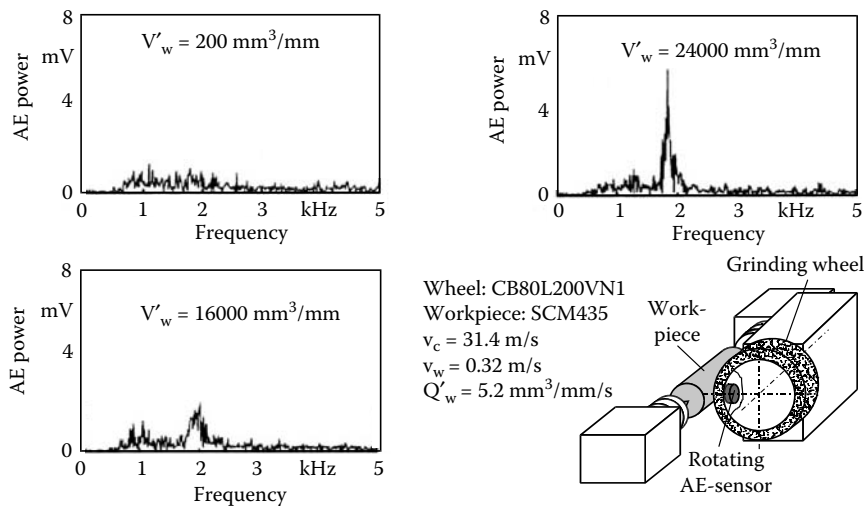 8
mV
4
0
AE power
V′w = 200 mm³/mm
0 1 2 3 kHz 5
Frequency
8
mV
4
0
AE power
V′w = 24000 mm³/mm
0 1 2 3 kHz 5
Frequency
8
mV
4
0
AE power
V′w = 16000 mm³/mm
0 1 2 3 kHz 5
Frequency
Wheel: CB80L200VN1
Workpiece: SCM435
vc = 31.4 m/s
vw = 0.32 m/s
Q′w = 5.2 mm³/mm/s
Grinding wheel
Work-
piece
Rotating
AE-sensor